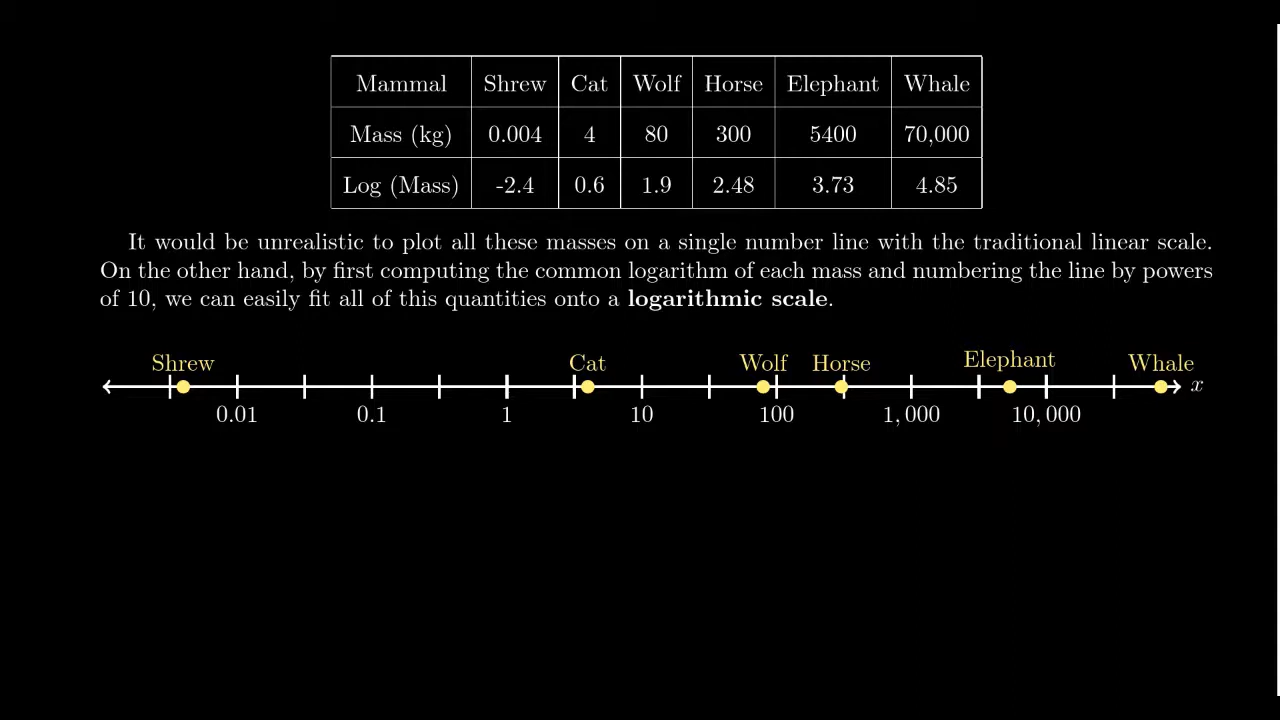 Mammal Shrew Cat Wolf Horse Elephant Whale
Mass (kg) 0.004 4 80 300 5400 70,000
Log (Mass) -2.4 0.6 1.9 2.48 3.73 4.85
It would be unrealistic to plot all these masses on a single number line with the traditional linear scale.
On the other hand, by first computing the common logarithm of each mass and numbering the line by powers
of 10, we can easily fit all of this quantities onto a logarithmic scale.
Shrew Cat Wolf Horse Elephant Whale
x
0.01 0.1 1 10 100 1,000 10,000